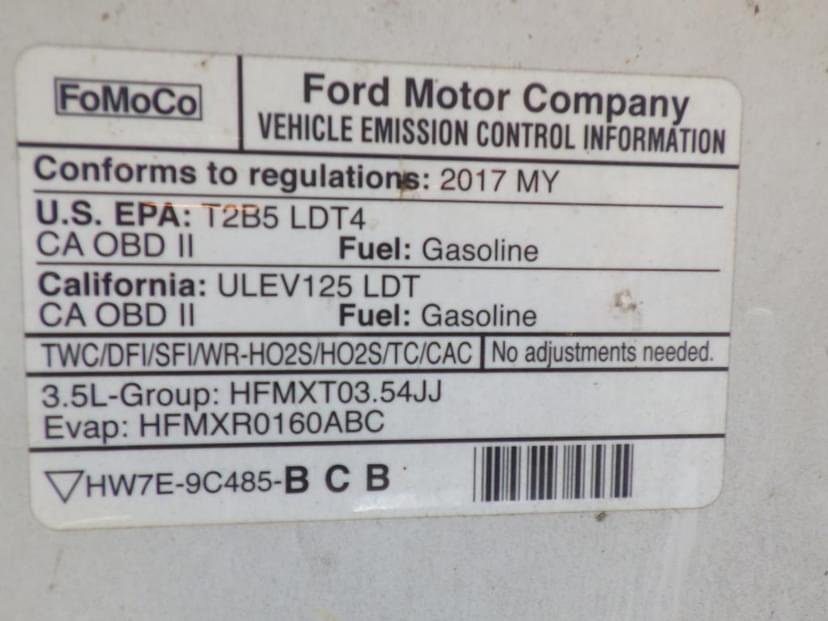 FoMoCo
Ford Motor Company
VEHICLE EMISSION CONTROL INFORMATION
Conforms to regulations: 2017 MY
U.S. EPA: T2B5 LDT4
CA OBD II Fuel: Gasoline
California: ULEV125 LDT
CA OBD II Fuel: Gasoline
TWC/DFI/SFI/WR-HO2S/HO2S/TC/CAC No adjustments needed.
3.5L-Group: HFMXT03.54JJ
Evap: HFMXR0160ABC
HW7E-9C485-B C B